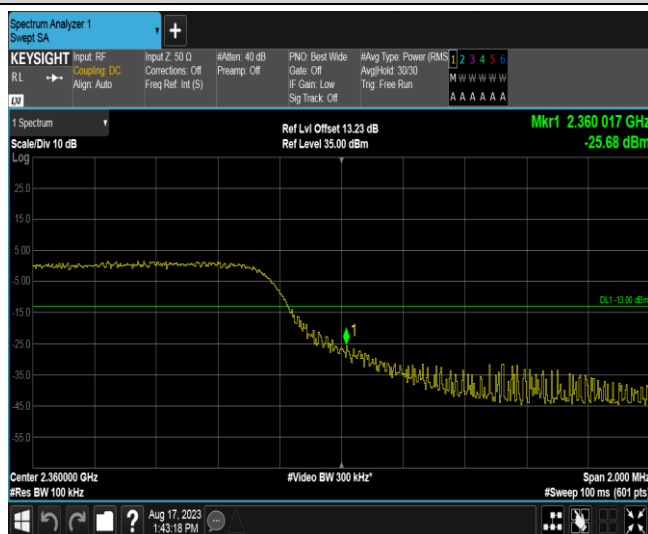 Spectrum Analyzer 1
Swept SA
+
KEYSIGHT
RL
LXI
Input: RF
Coupling: DC
Align: Auto
Input Z: 50 Ω
Corrections: Off
Freq Ref: Int (S)
#Atten: 40 dB
Preamp: Off
PNO: Best Wide
Gate: Off
IF Gain: Low
Sig Track: Off
#Avg Type: Power (RMS
Avg|Hold: 30/30
Trig: Free Run
1 2 3 4 5 6
M W W W W W
A A A A A A
1 Spectrum
Scale/Div 10 dB
Ref Lvl Offset 13.23 dB
Ref Level 35.00 dBm
Mkr1 2.360 017 GHz
-25.68 dBm
Log
25.0
15.0
5.00
-5.00
DL1 -13.00 dBm
-15.0
1
-25.0
-35.0
-45.0
-55.0
Center 2.360000 GHz
#Video BW 300 kHz*
Span 2.000 MHz
#Res BW 100 kHz
#Sweep 100 ms (601 pts)
?
Aug 17, 2023
1:43:18 PM